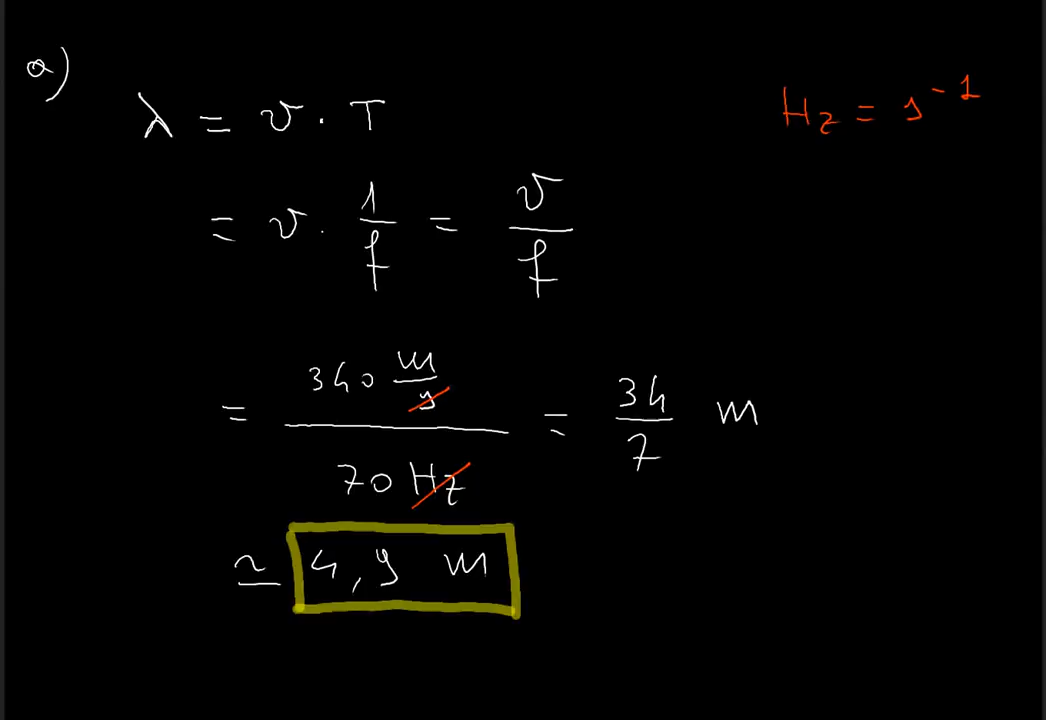 a)
λ = v · T
Hz = s⁻¹
= v · 1/f = v/f
= 340 m/s / 70 Hz = 34/7 m
≃ 4,9 m